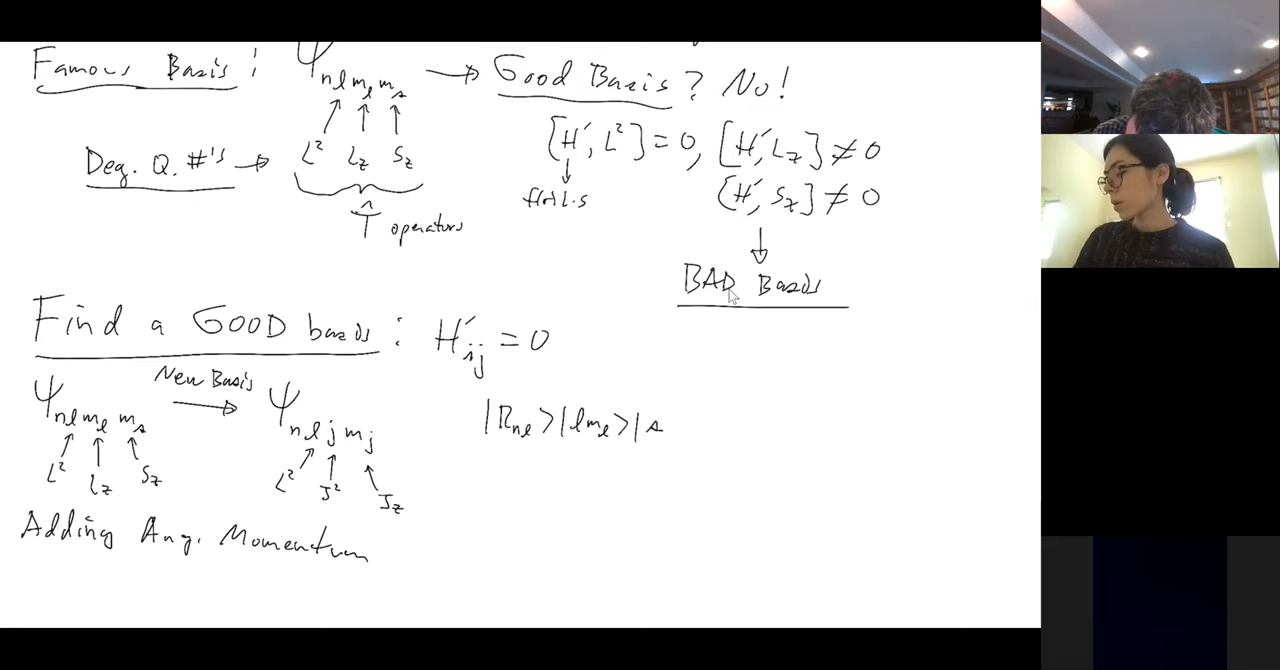 Famous Basis : ψnlmₗmₛ → Good Basis ? No!
[H′, L²] = 0, [H′, Lz] ≠ 0
Deg. Q. #'s → L² Lz Sz
f(r)L·S
[H′, Sz] ≠ 0
T̂ operators
BAD Basis
Find a GOOD basis : H′ij = 0
ψnlmₗmₛ New Basis → ψnljmj
|Rnl>|lmₗ>|s
L² Lz Sz
L² J² Jz
Adding Ang. Momentum